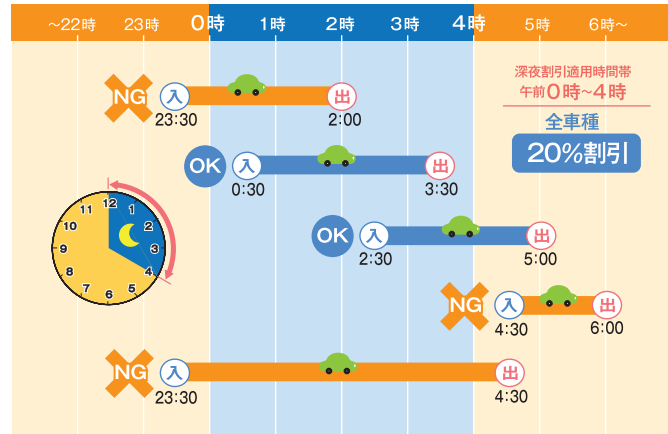 ～22時 23時 0時 1時 2時 3時 4時 5時 6時～
深夜割引適用時間帯
午前0時～4時
全車種
20%割引
NG 入 出
23:30 2:00
OK 入 出
0:30 3:30
OK 入 出
2:30 5:00
NG 入 出
4:30 6:00
NG 入 出
23:30 4:30
12
1
2
3
4
5
6
7
8
9
10
11